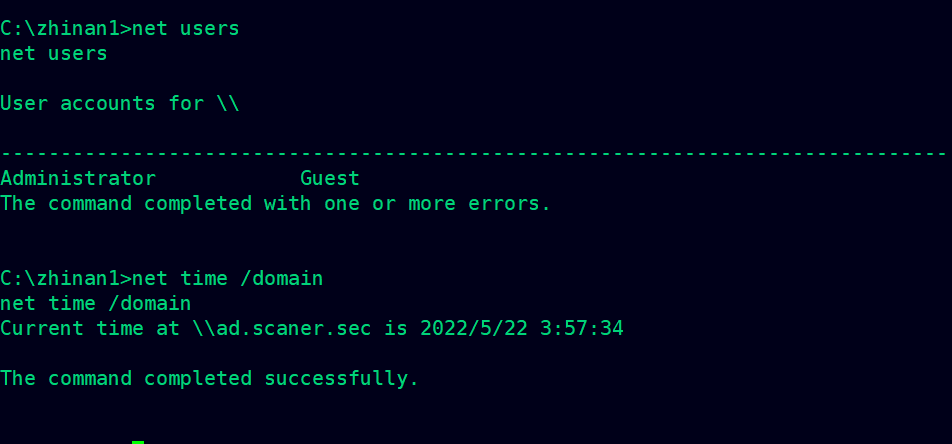 C:\zhinan1>net users
net users
User accounts for \\
-------------------------------------------------------------------------------
Administrator            Guest
The command completed with one or more errors.
C:\zhinan1>net time /domain
net time /domain
Current time at \\ad.scaner.sec is 2022/5/22 3:57:34
The command completed successfully.